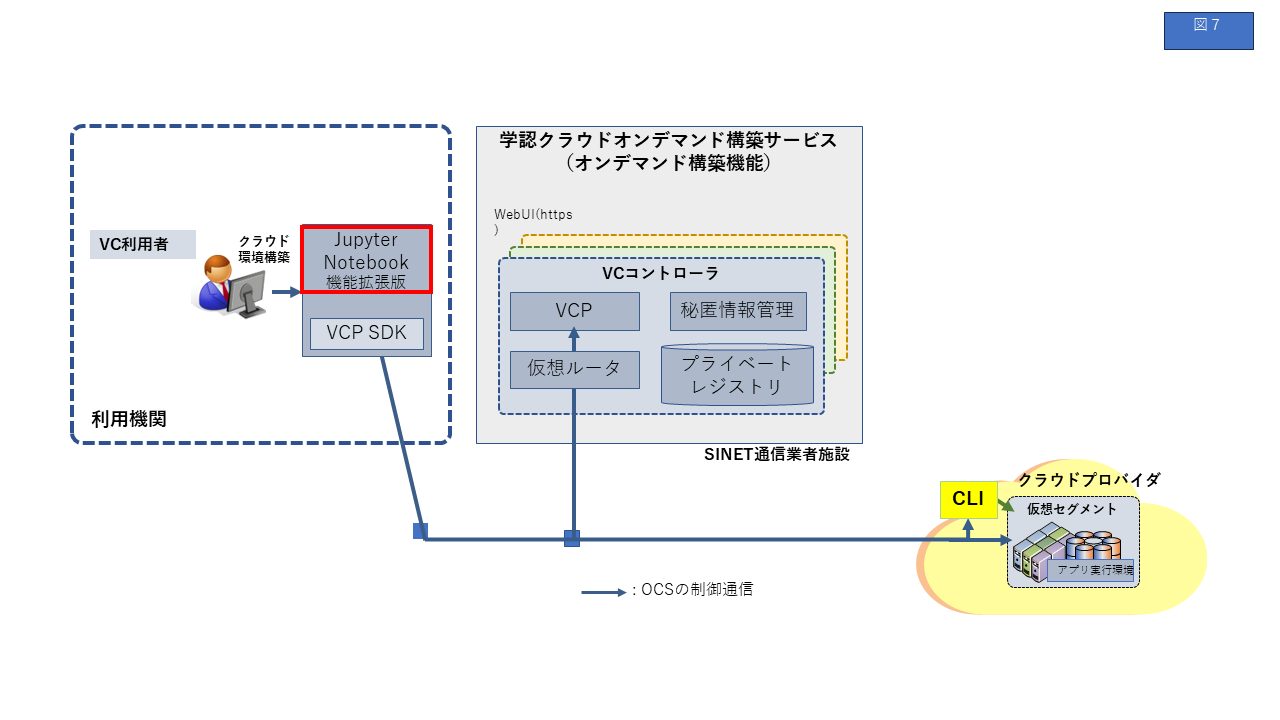 図７
学認クラウドオンデマンド構築サービス
（オンデマンド構築機能）
WebUI(https
)
VC利用者
クラウド
環境構築
Jupyter
Notebook
機能拡張版
VCP SDK
利用機関
VCコントローラ
VCP
秘匿情報管理
仮想ルータ
プライベート
レジストリ
SINET通信業者施設
クラウドプロバイダ
CLI
仮想セグメント
アプリ実行環境
：OCSの制御通信